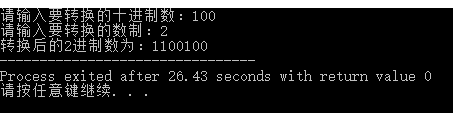 请输入要转换的十进制数：100
请输入要转换的数制：2
转换后的2进制数为：1100100
--------------------------------
Process exited after 26.43 seconds with return value 0
请按任意键继续. . .